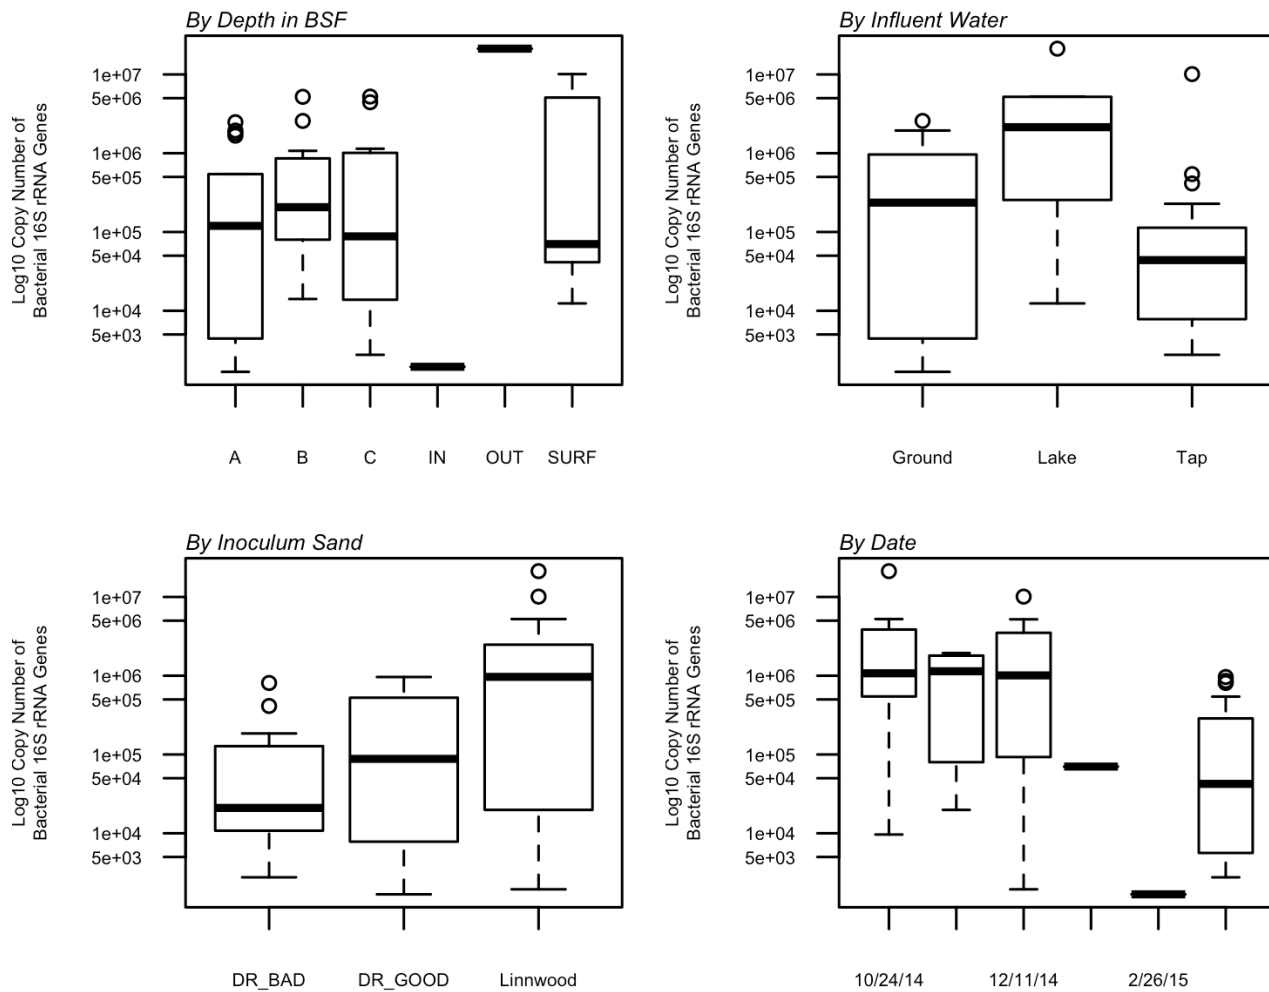 By Depth in BSF
Log10 Copy Number of
Bacterial 16S rRNA Genes
1e+07
5e+06
1e+06
5e+05
1e+05
5e+04
1e+04
5e+03
A B C IN OUT SURF
By Influent Water
Log10 Copy Number of
Bacterial 16S rRNA Genes
1e+07
5e+06
1e+06
5e+05
1e+05
5e+04
1e+04
5e+03
Ground Lake Tap
By Inoculum Sand
Log10 Copy Number of
Bacterial 16S rRNA Genes
1e+07
5e+06
1e+06
5e+05
1e+05
5e+04
1e+04
5e+03
DR_BAD DR_GOOD Linnwood
By Date
Log10 Copy Number of
Bacterial 16S rRNA Genes
1e+07
5e+06
1e+06
5e+05
1e+05
5e+04
1e+04
5e+03
10/24/14 12/11/14 2/26/15